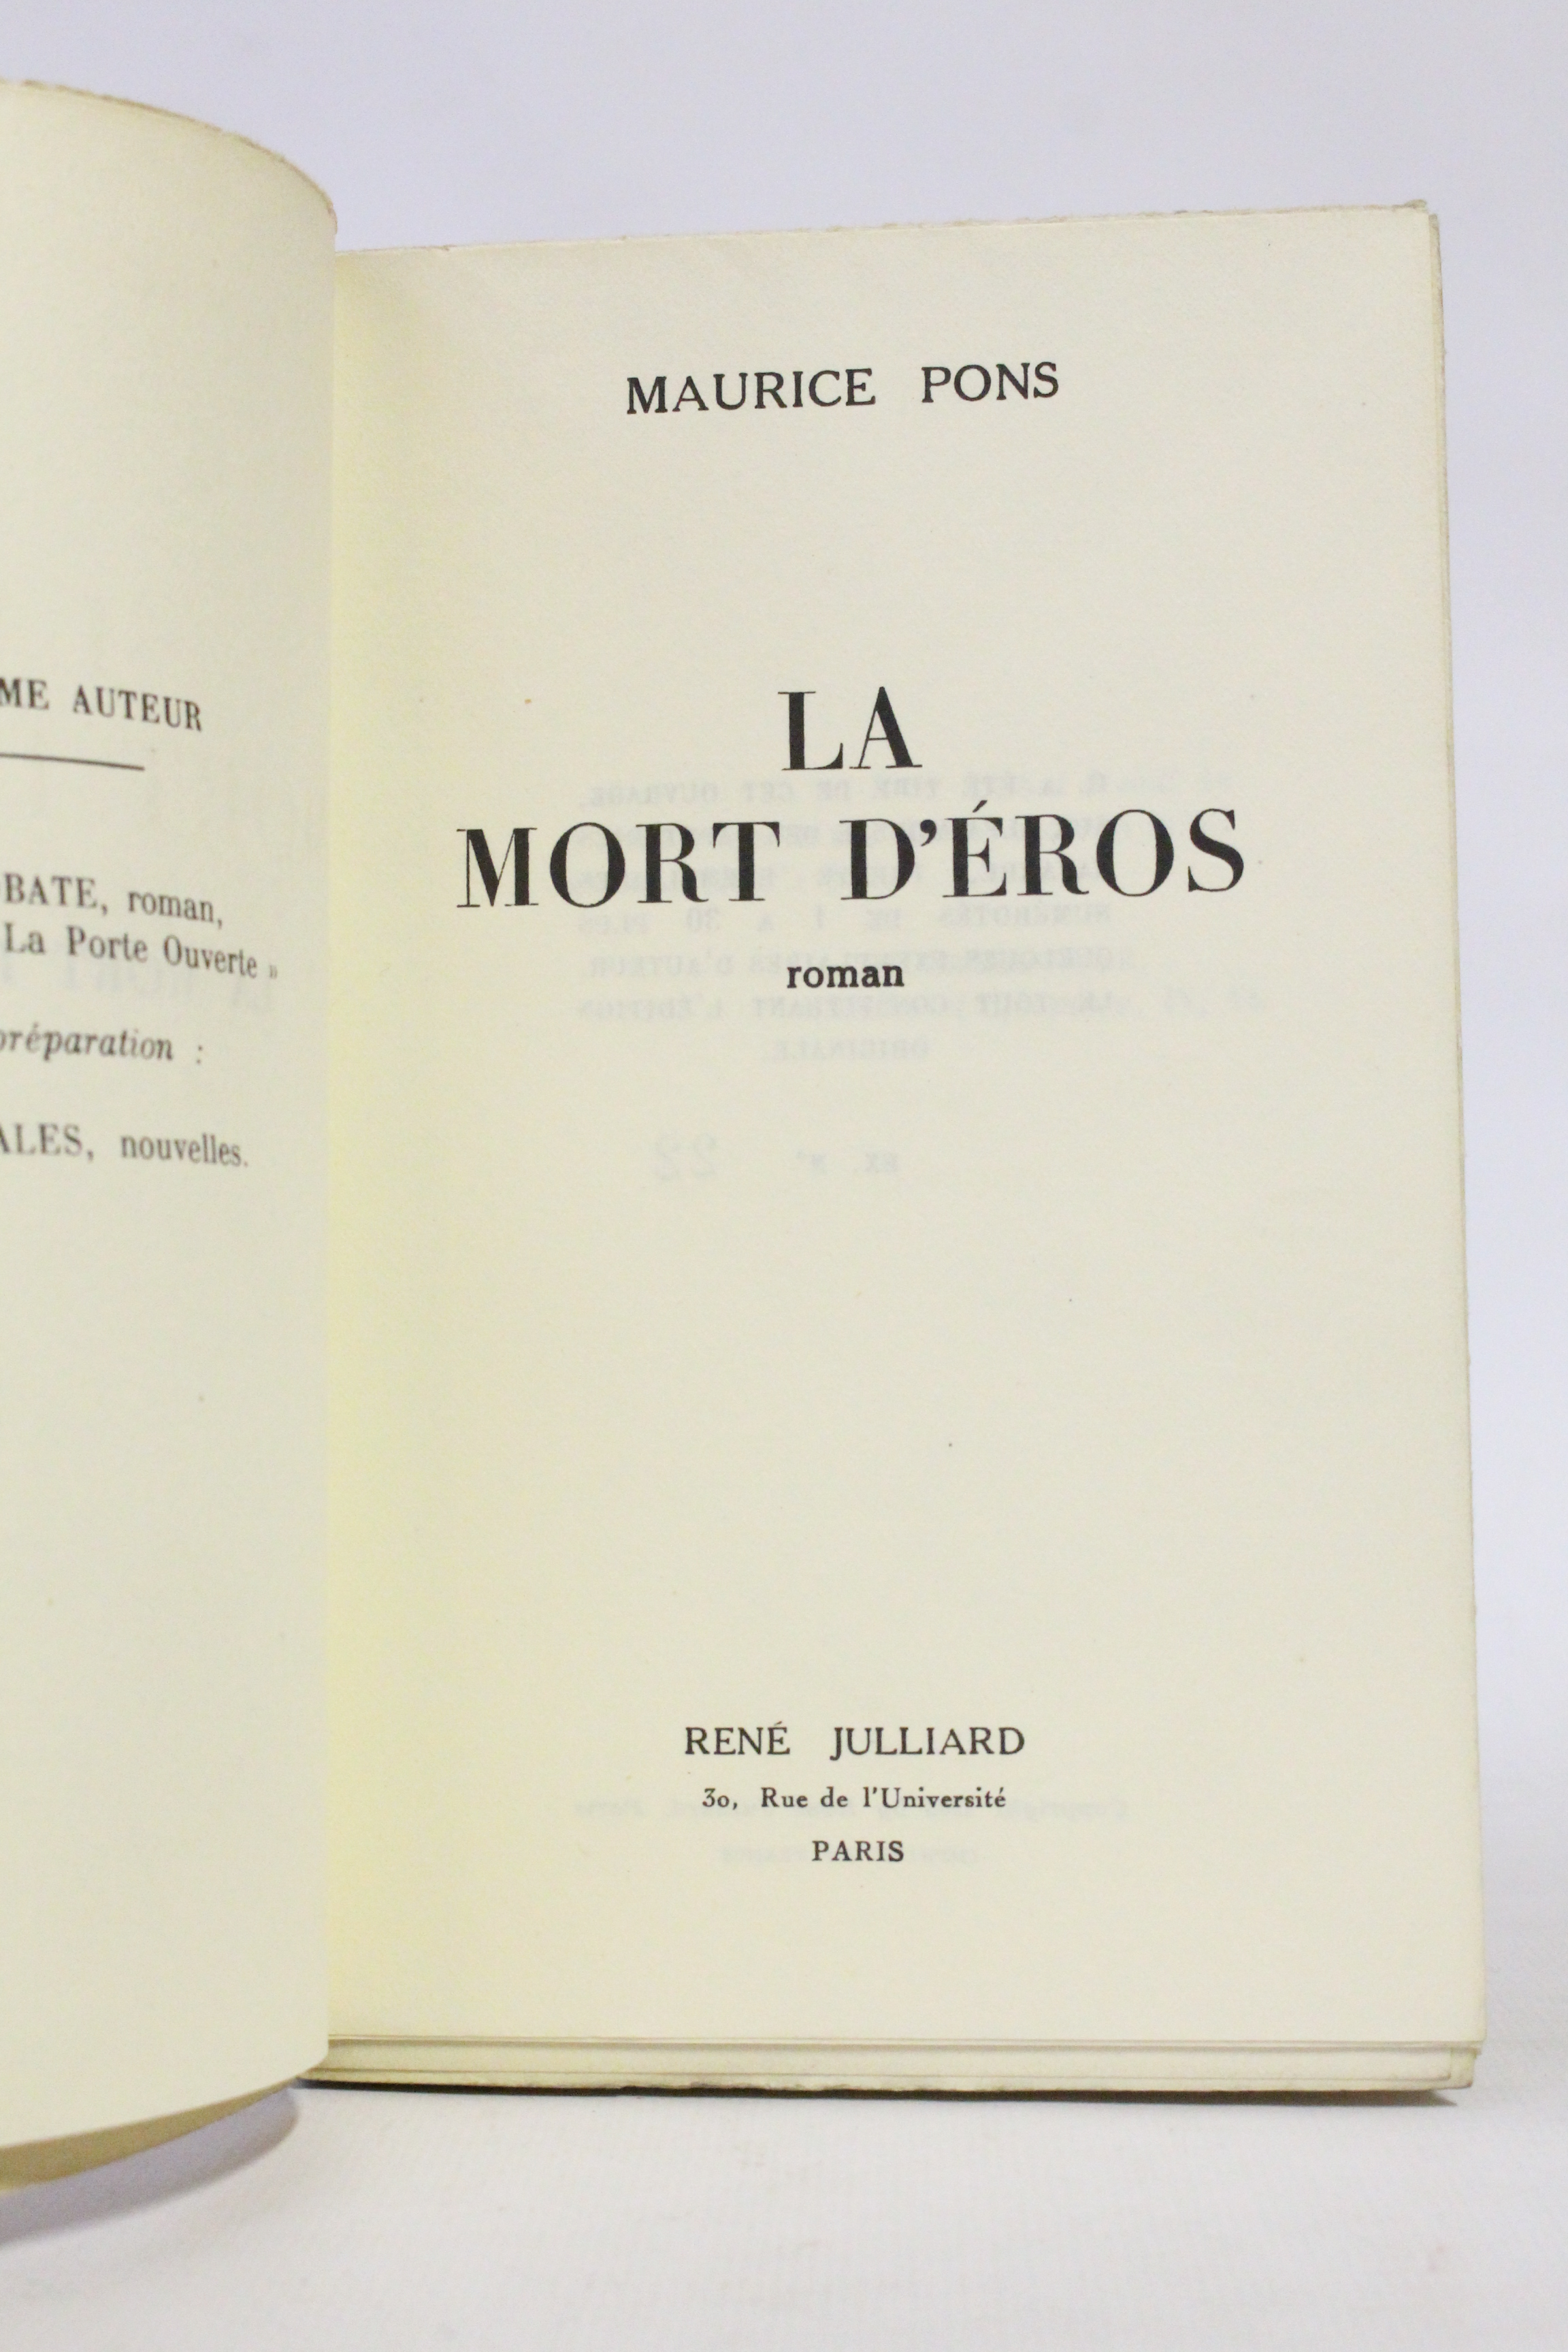 ME AUTEUR
BATE, roman,
La Porte Ouverte »
préparation :
ALES, nouvelles.
MAURICE PONS
LA
MORT D'ÉROS
roman
RENÉ JULLIARD
30, Rue de l'Université
PARIS